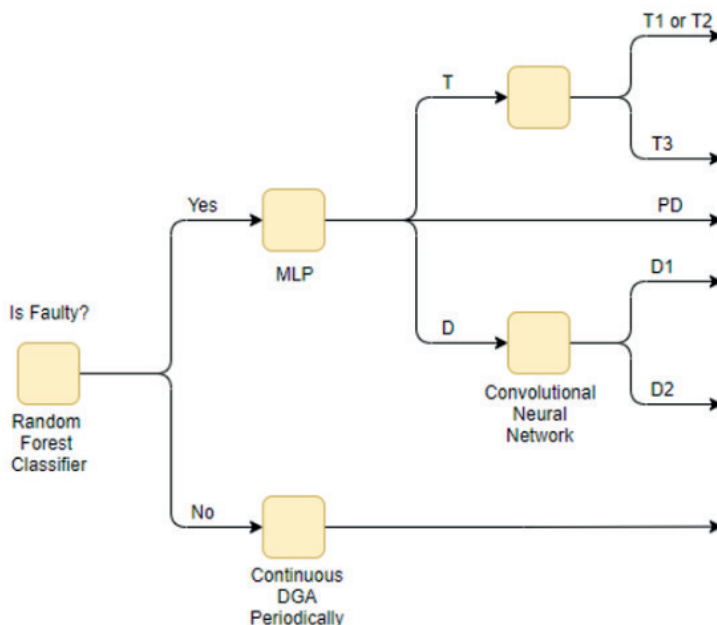 T1 or T2
T
T3
Yes
PD
MLP
D1
Is Faulty?
D
D2
Convolutional
Neural
Network
Random
Forest
Classifier
No
Continuous
DGA
Periodically